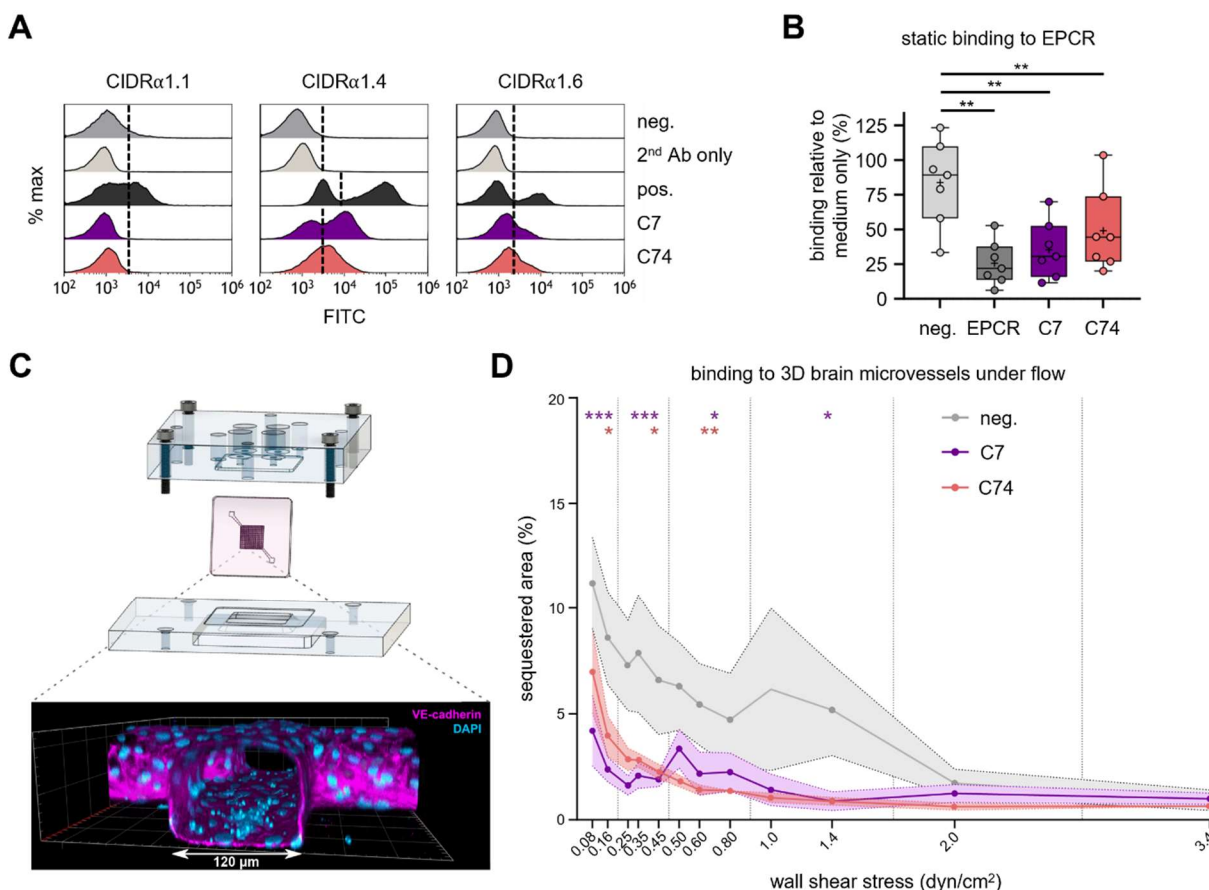 A
CIDRα1.1
CIDRα1.4
CIDRα1.6
% max
neg.
2nd Ab only
pos.
C7
C74
10² 10³ 10⁴ 10⁵ 10⁶
10² 10³ 10⁴ 10⁵ 10⁶
10² 10³ 10⁴ 10⁵ 10⁶
FITC
B
static binding to EPCR
**
**
**
binding relative to
medium only (%)
125
100
75
50
25
0
neg. EPCR C7 C74
C
VE-cadherin
DAPI
120 µm
D
binding to 3D brain microvessels under flow
*** *** * *
* * **
neg.
C7
C74
sequestered area (%)
20
15
10
5
0
0.08 0.16 0.25 0.35 0.45 0.50 0.60 0.80 1.0 1.4 2.0 3.4
wall shear stress (dyn/cm²)